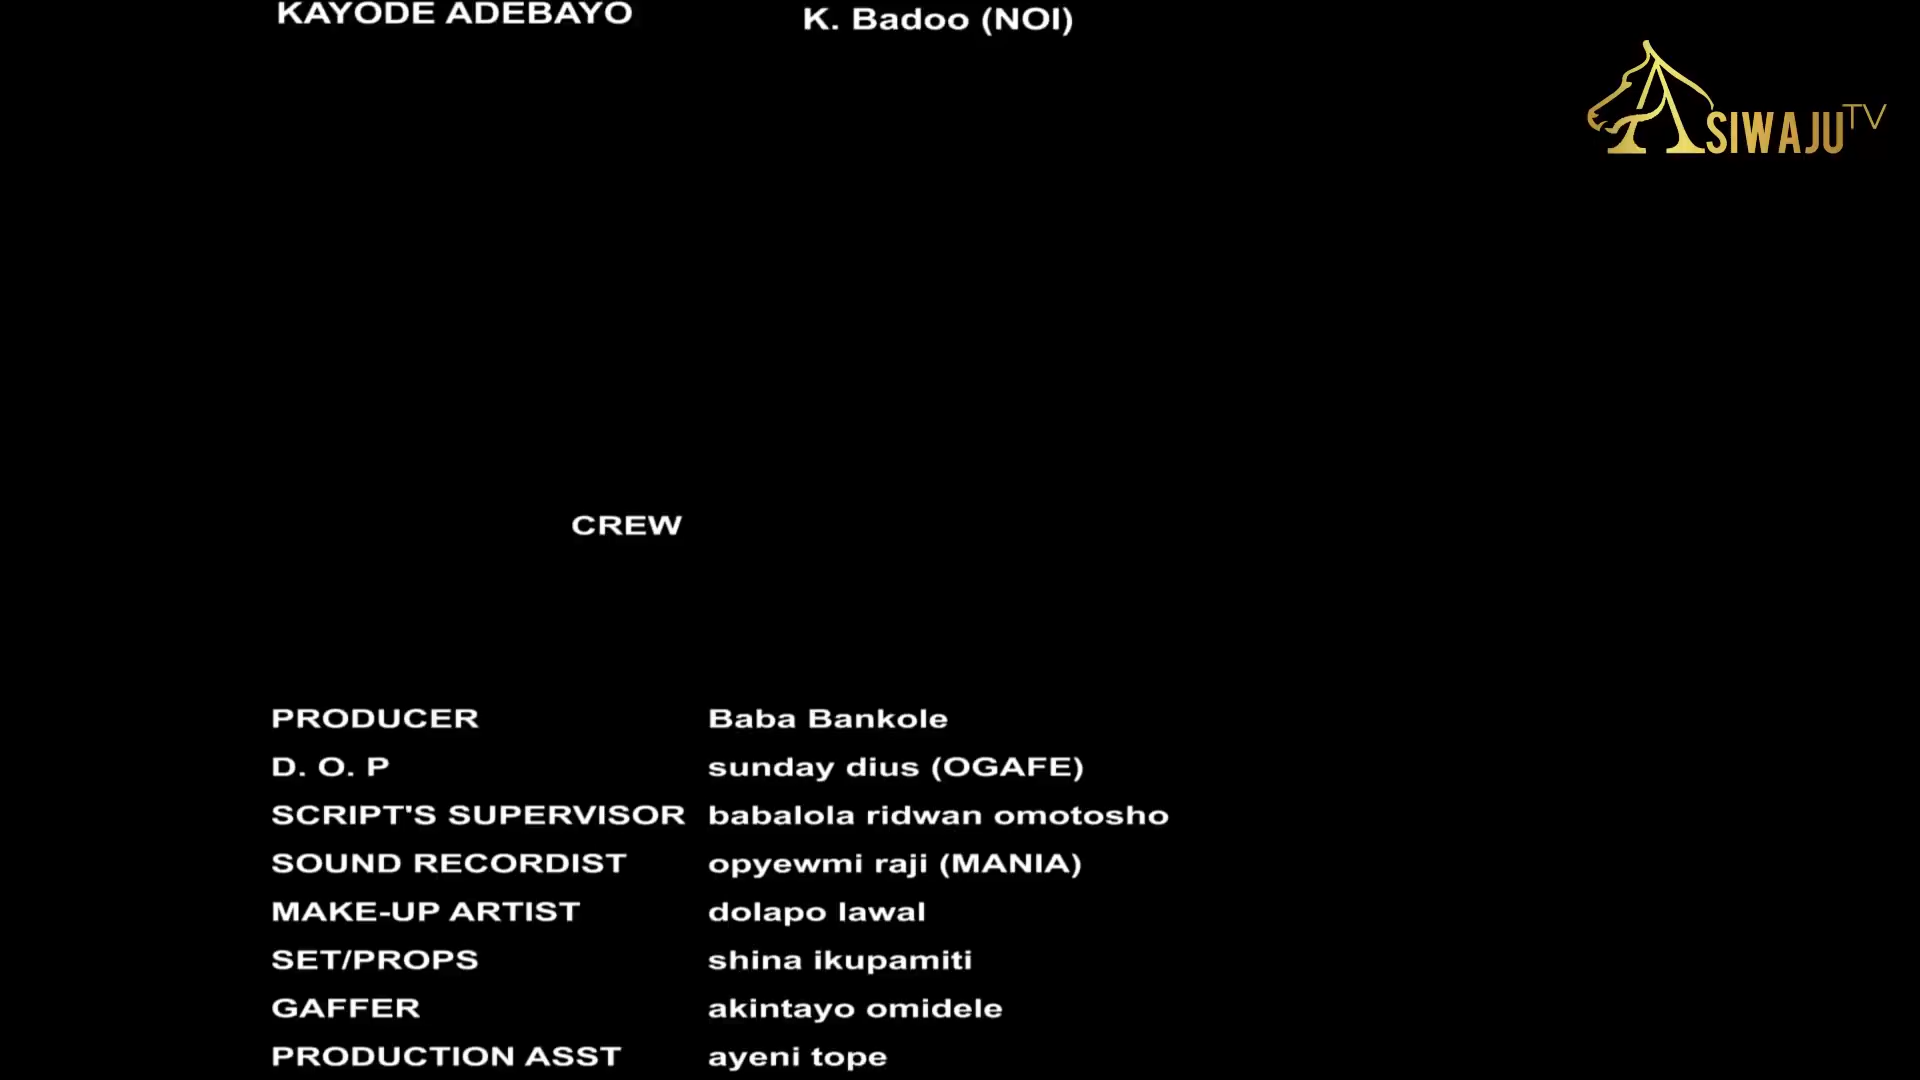 KAYODE ADEBAYO K. Badoo (NOI)
ASIWAJU TV
CREW
PRODUCER Baba Bankole
D. O. P sunday dius (OGAFE)
SCRIPT'S SUPERVISOR babalola ridwan omotosho
SOUND RECORDIST opyewmi raji (MANIA)
MAKE-UP ARTIST dolapo lawal
SET/PROPS shina ikupamiti
GAFFER akintayo omidele
PRODUCTION ASST ayeni tope